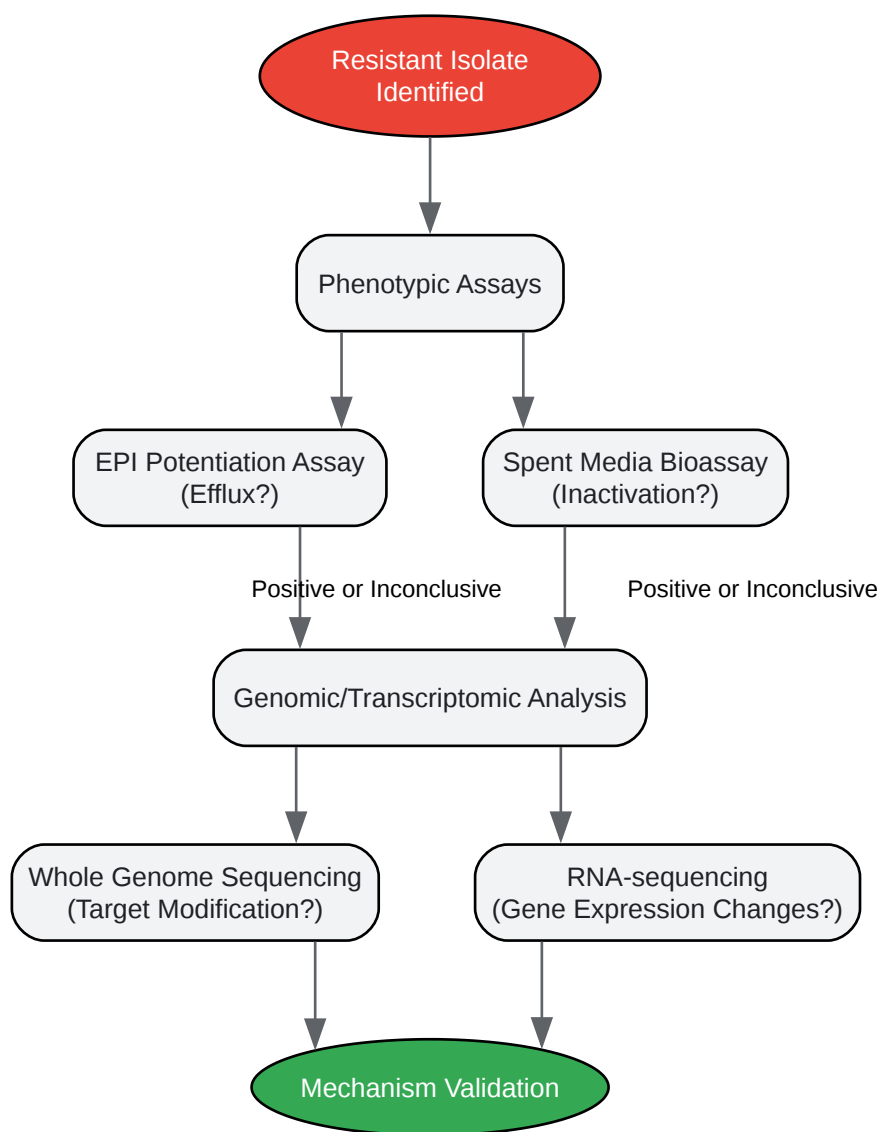 Resistant Isolate
Identified
Phenotypic Assays
EPI Potentiation Assay
(Efflux?)
Spent Media Bioassay
(Inactivation?)
Positive or Inconclusive
Positive or Inconclusive
Genomic/Transcriptomic Analysis
Whole Genome Sequencing
(Target Modification?)
RNA-sequencing
(Gene Expression Changes?)
Mechanism Validation